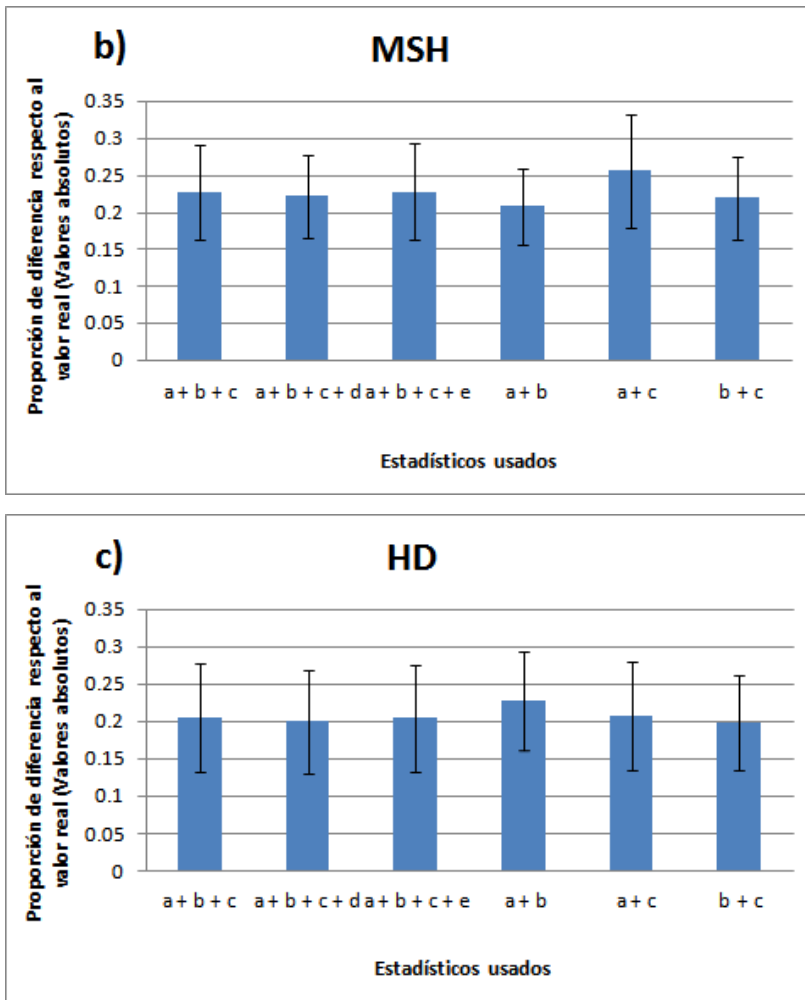 b) MSH
Proporción de diferencia respecto al
valor real (Valores absolutos)
0.35
0.3
0.25
0.2
0.15
0.1
0.05
0
a + b + c a + b + c + d a + b + c + e a + b a + c b + c
Estadísticos usados
c) HD
Proporción de diferencia respecto al
valor real (Valores absolutos)
0.35
0.3
0.25
0.2
0.15
0.1
0.05
0
a + b + c a + b + c + d a + b + c + e a + b a + c b + c
Estadísticos usados